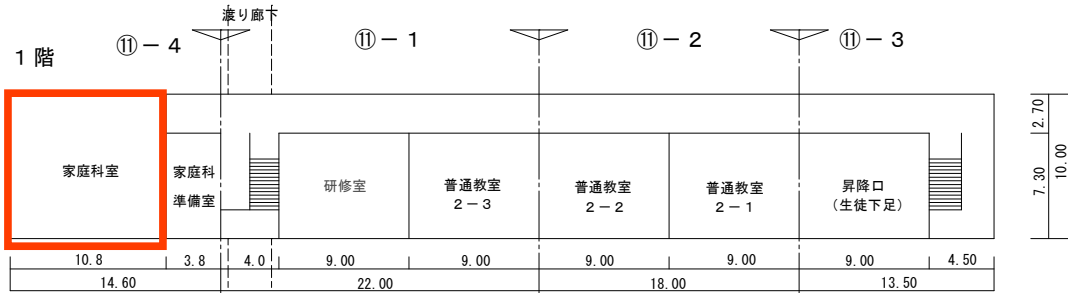 渡り廊下
1階
⑪－4
⑪－1
⑪－2
⑪－3
家庭科室
家庭科
準備室
研修室
普通教室
2－3
普通教室
2－2
普通教室
2－1
昇降口
（生徒下足）
2.70
7.30
10.00
10.8
3.8
4.0
9.00
9.00
9.00
9.00
9.00
4.50
14.60
22.00
18.00
13.50